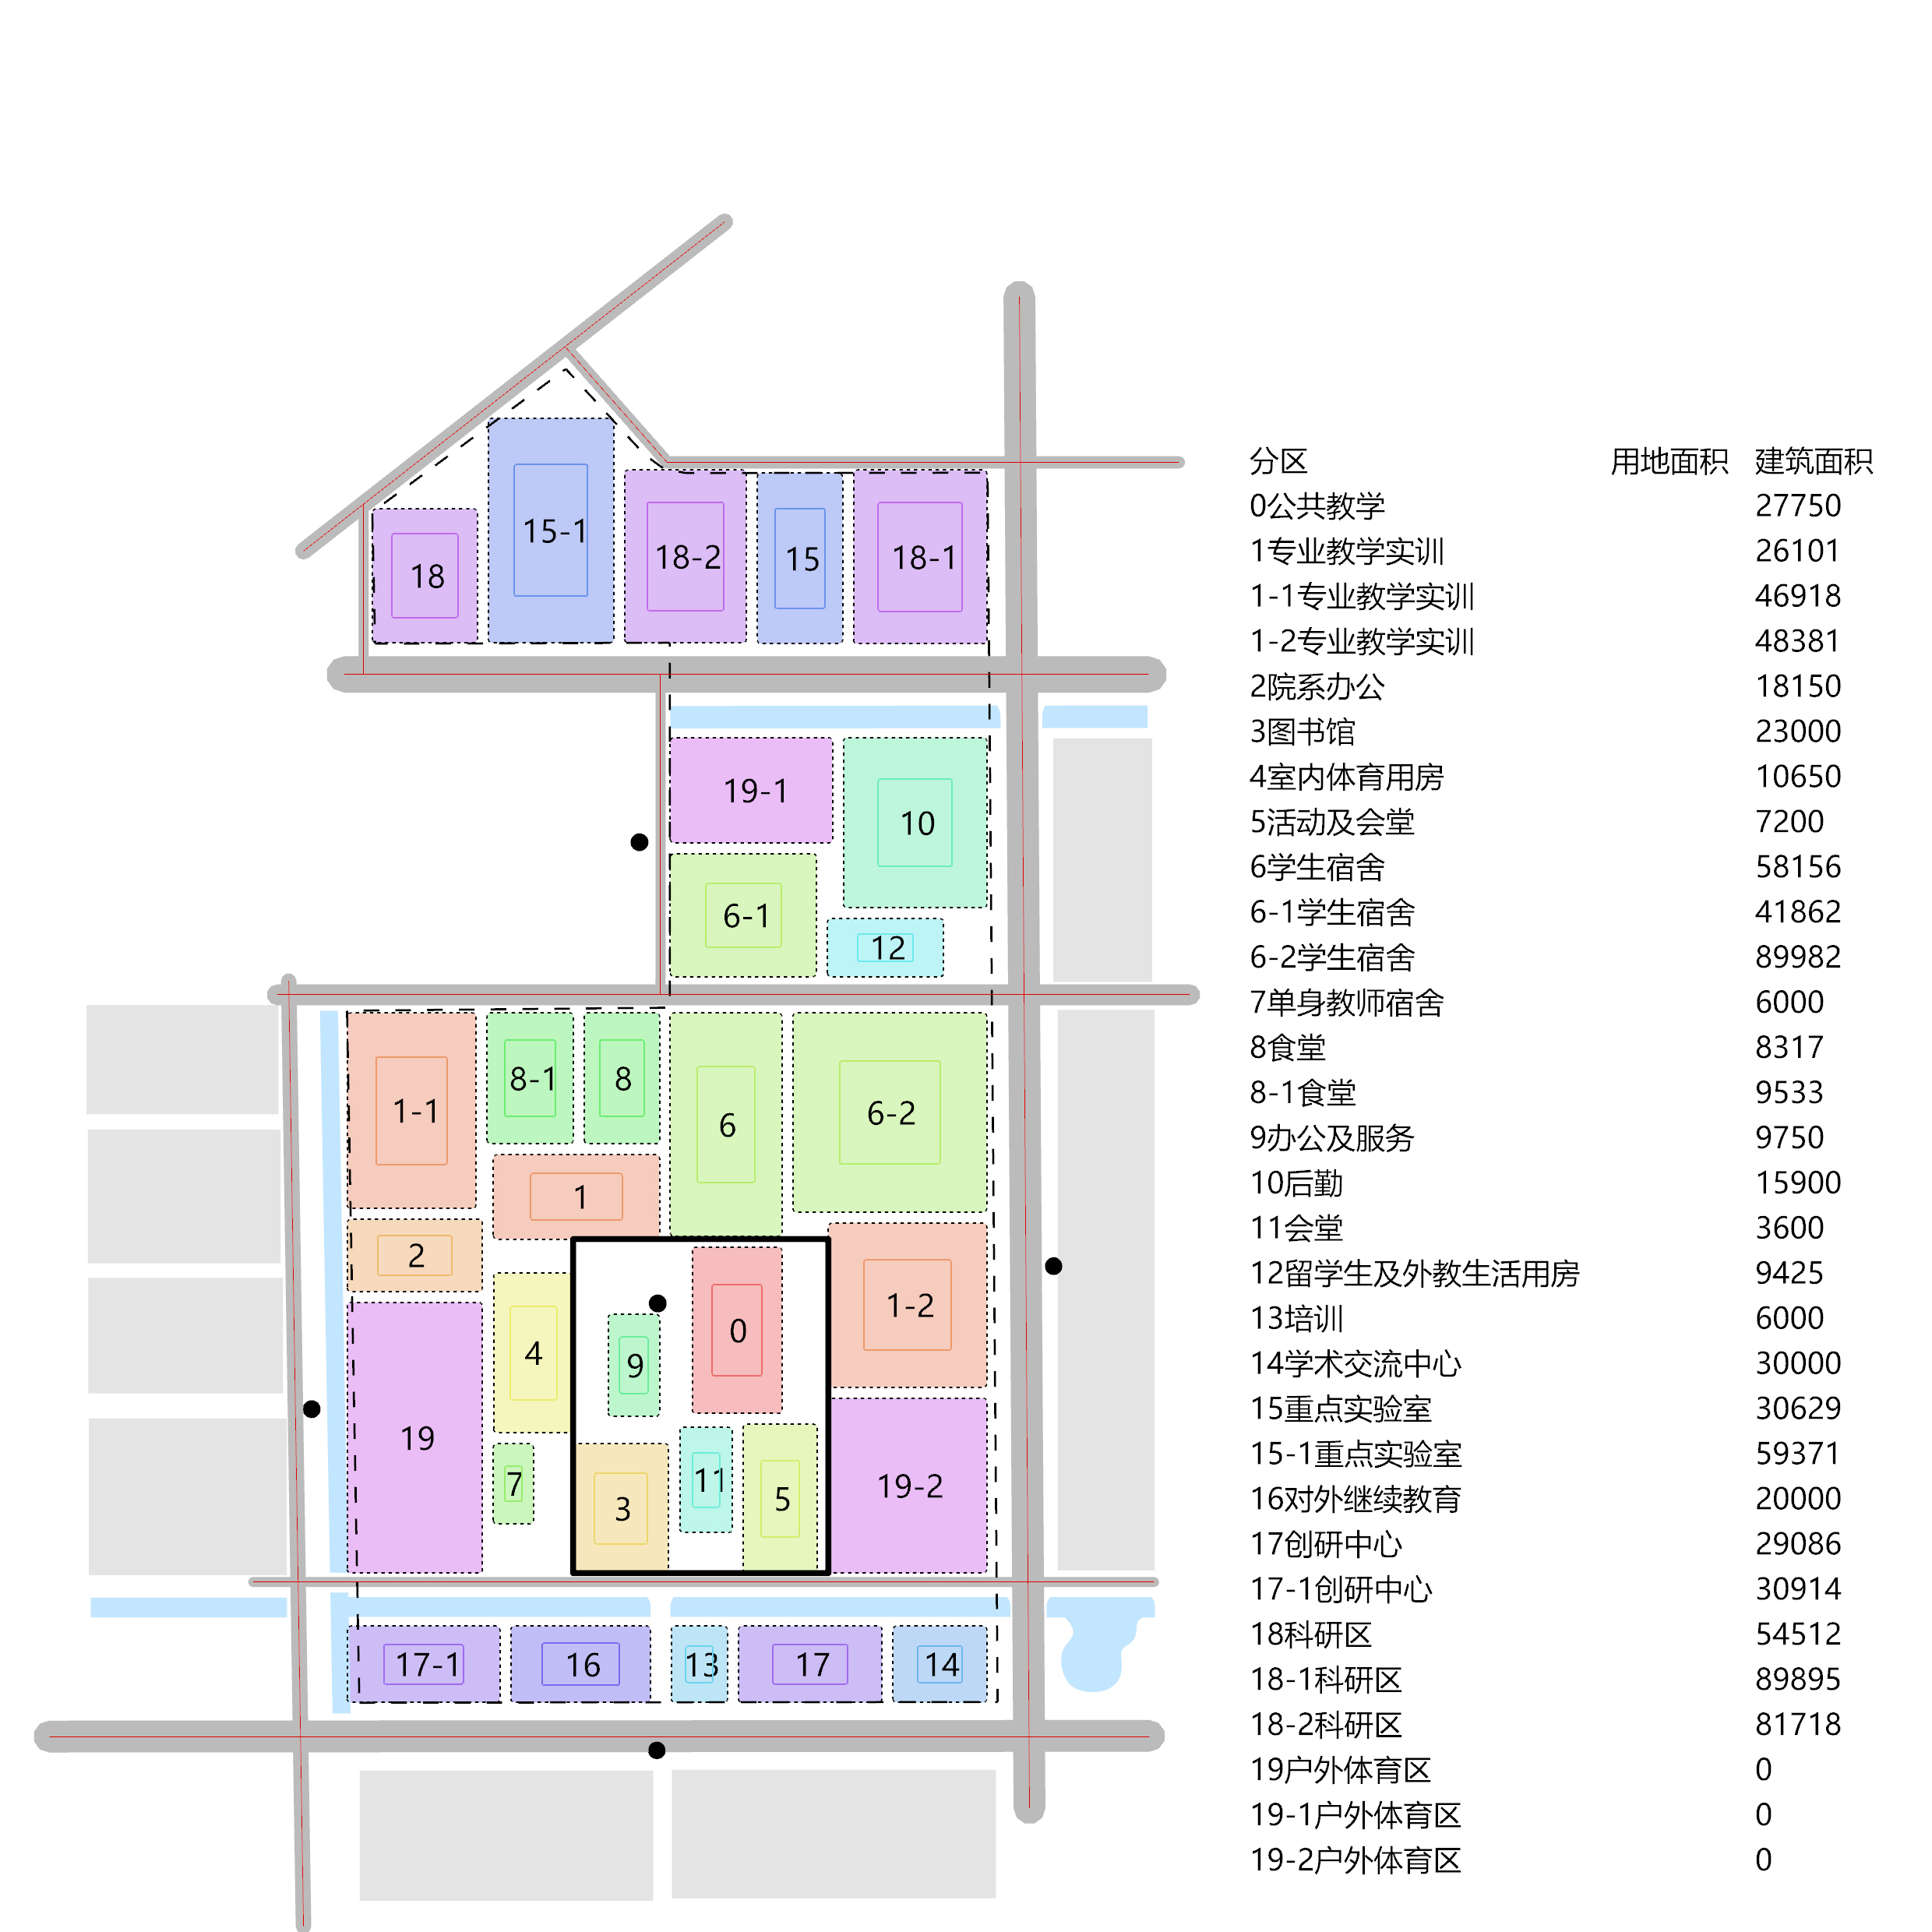 18
15-1
18-2
15
18-1
19-1
10
6-1
12
1-1
8-1
8
6
6-2
1
2
4
9
0
1-2
19
7
3
11
5
19-2
17-1
16
13
17
14
分区 用地面积 建筑面积
0公共教学 27750
1专业教学实训 26101
1-1专业教学实训 46918
1-2专业教学实训 48381
2院系办公 18150
3图书馆 23000
4室内体育用房 10650
5活动及会堂 7200
6学生宿舍 58156
6-1学生宿舍 41862
6-2学生宿舍 89982
7单身教师宿舍 6000
8食堂 8317
8-1食堂 9533
9办公及服务 9750
10后勤 15900
11会堂 3600
12留学生及外教生活用房 9425
13培训 6000
14学术交流中心 30000
15重点实验室 30629
15-1重点实验室 59371
16对外继续教育 20000
17创研中心 29086
17-1创研中心 30914
18科研区 54512
18-1科研区 89895
18-2科研区 81718
19户外体育区 0
19-1户外体育区 0
19-2户外体育区 0